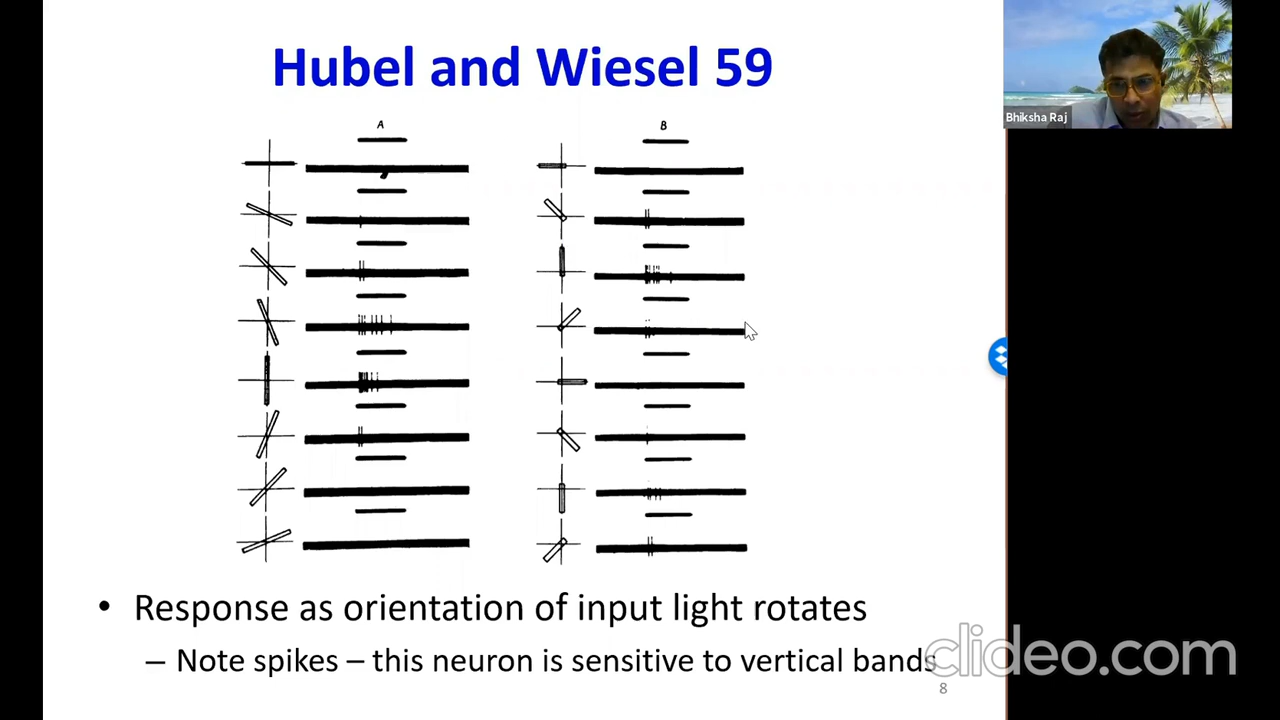 Hubel and Wiesel 59
Bhiksha Raj
A
B
• Response as orientation of input light rotates
– Note spikes – this neuron is sensitive to vertical bands
clideo.com
8